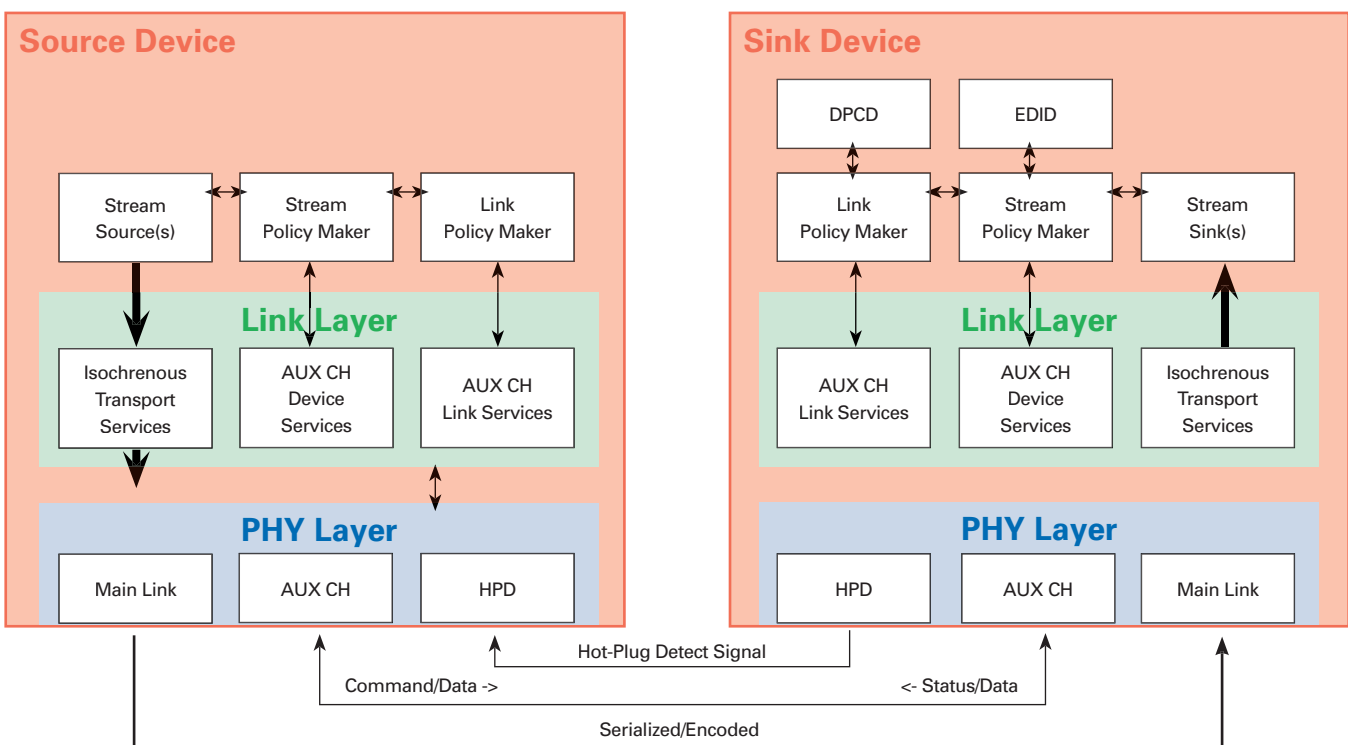 Source Device
Stream
Source(s)
Stream
Policy Maker
Link
Policy Maker
Link Layer
Isochrenous
Transport
Services
AUX CH
Device
Services
AUX CH
Link Services
PHY Layer
Main Link
AUX CH
HPD
Sink Device
DPCD
EDID
Link
Policy Maker
Stream
Policy Maker
Stream
Sink(s)
Link Layer
AUX CH
Link Services
AUX CH
Device
Services
Isochrenous
Transport
Services
PHY Layer
HPD
AUX CH
Main Link
Hot-Plug Detect Signal
Command/Data ->
<- Status/Data
Serialized/Encoded